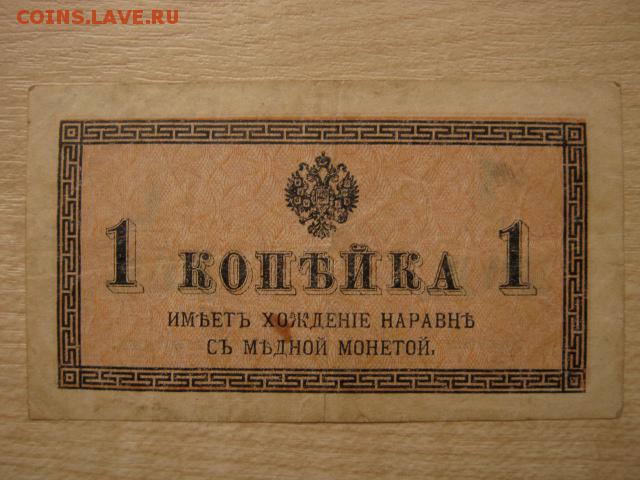 COINS.LAVE.RU
1 КОПѢЙКА 1
ИМѢЕТЪ ХОЖДЕНІЕ НАРАВНѢ
СЪ МѢДНОЙ МОНЕТОЙ.